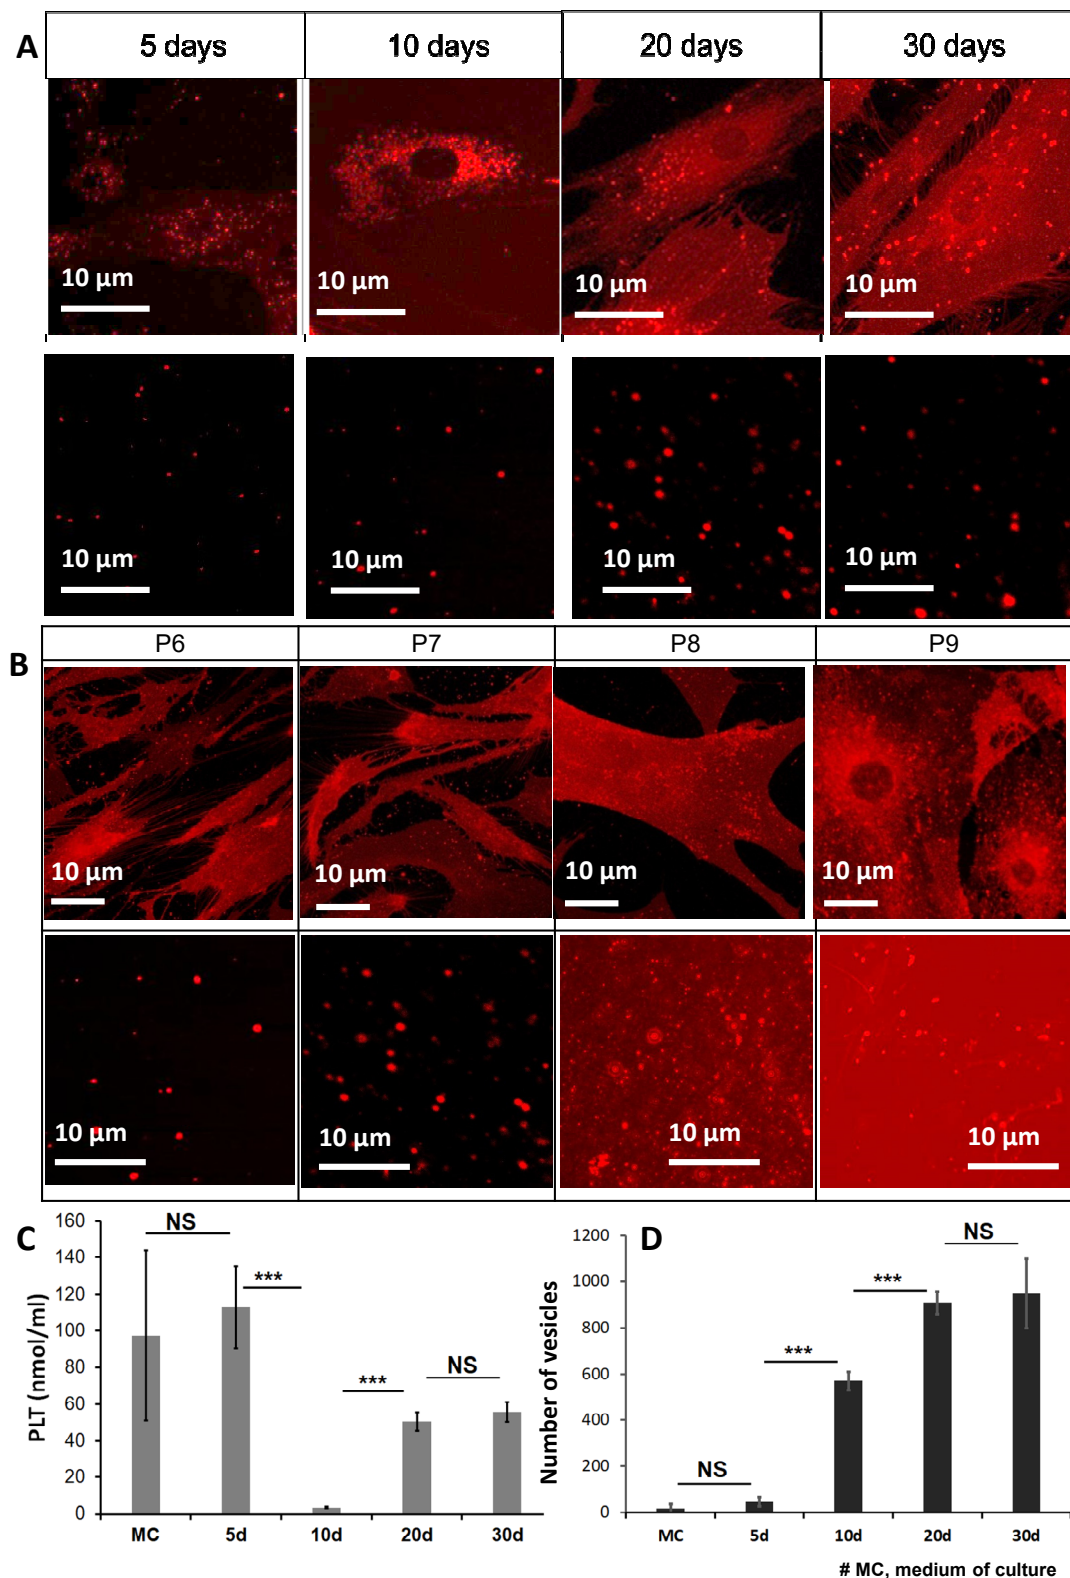 A
5 days 10 days 20 days 30 days
10 µm 10 µm 10 µm 10 µm
10 µm 10 µm 10 µm 10 µm
B
P6 P7 P8 P9
10 µm 10 µm 10 µm 10 µm
10 µm 10 µm 10 µm 10 µm
C
PLT (nmol/ml)
160
140
120
100
80
60
40
20
0
NS
***
***
NS
MC 5d 10d 20d 30d
D
Number of vesicles
1200
1000
800
600
400
200
0
NS
***
***
NS
MC 5d 10d 20d 30d
# MC, medium of culture